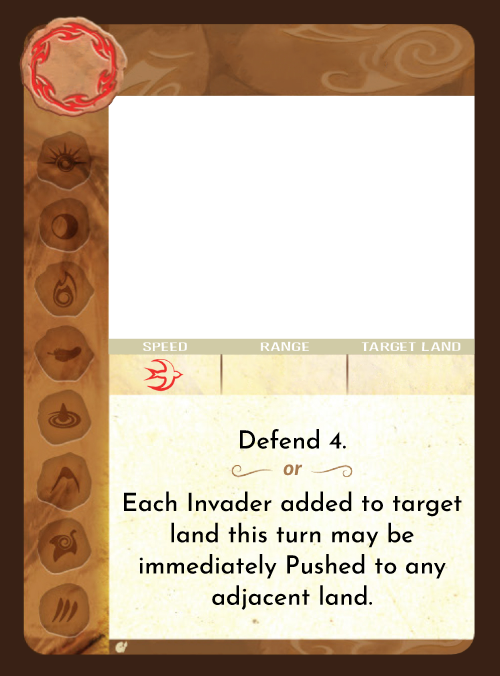 SPEED RANGE TARGET LAND
Defend 4.
or
Each Invader added to target
land this turn may be
immediately Pushed to any
adjacent land.